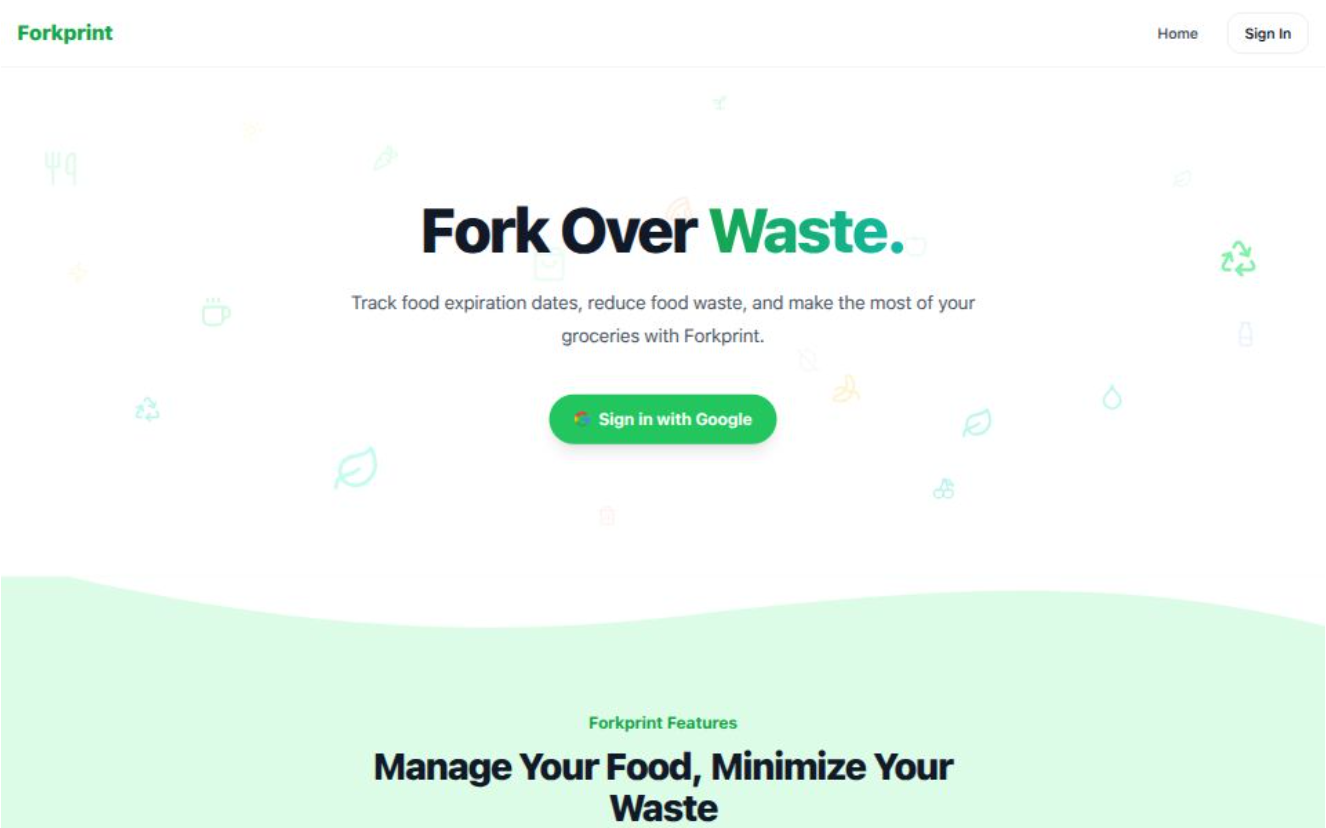 Forkprint
Home
Sign In
Fork Over Waste.
Track food expiration dates, reduce food waste, and make the most of your
groceries with Forkprint.
Sign in with Google
Forkprint Features
Manage Your Food, Minimize Your
Waste